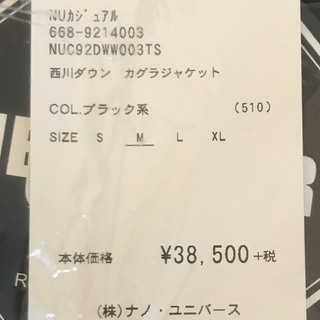 NUｶｼﾞｭｱﾙ
668-9214003
NUC92DWW003TS
西川ダウン カグラジャケット
COL.ブラック系 (510)
SIZE S M L XL
本体価格 ¥38,500+税
(株)ナノ・ユニバース